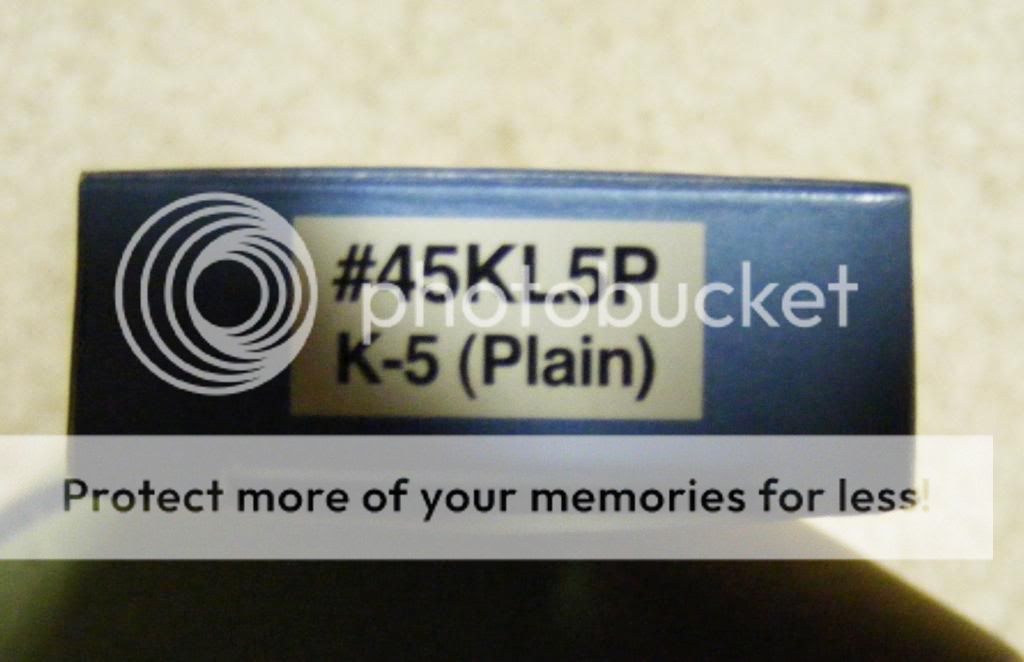 #45KL5P
photobucket
K-5 (Plain)
Protect more of your memories for less!